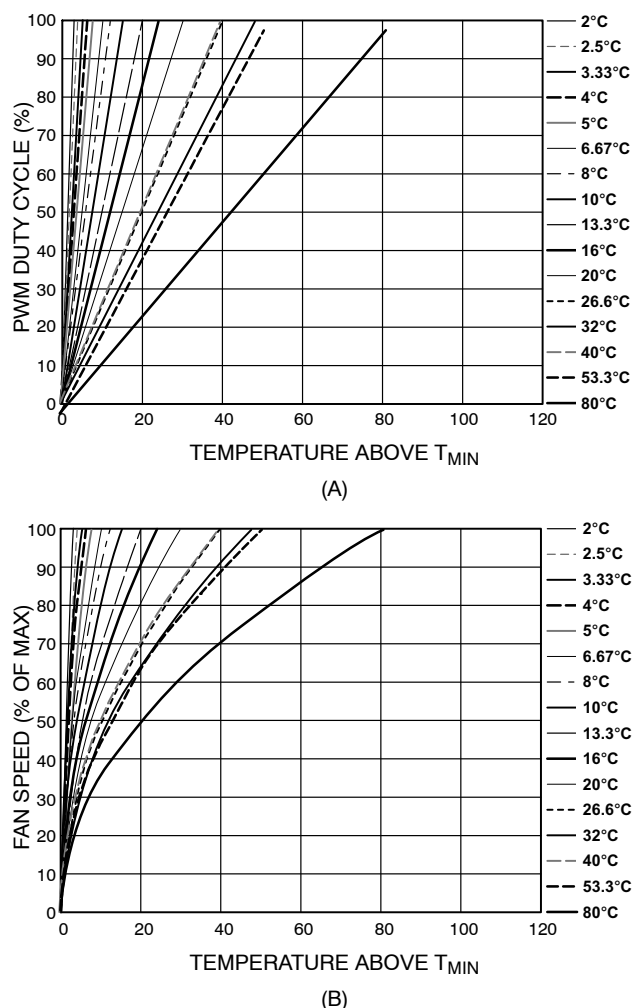 PWM DUTY CYCLE (%)
100
90
80
70
60
50
40
30
20
10
0
0 20 40 60 80 100 120
TEMPERATURE ABOVE TMIN
(A)
2°C
2.5°C
3.33°C
4°C
5°C
6.67°C
8°C
10°C
13.3°C
16°C
20°C
26.6°C
32°C
40°C
53.3°C
80°C
FAN SPEED (% OF MAX)
100
90
80
70
60
50
40
30
20
10
0
0 20 40 60 80 100 120
TEMPERATURE ABOVE TMIN
(B)
2°C
2.5°C
3.33°C
4°C
5°C
6.67°C
8°C
10°C
13.3°C
16°C
20°C
26.6°C
32°C
40°C
53.3°C
80°C